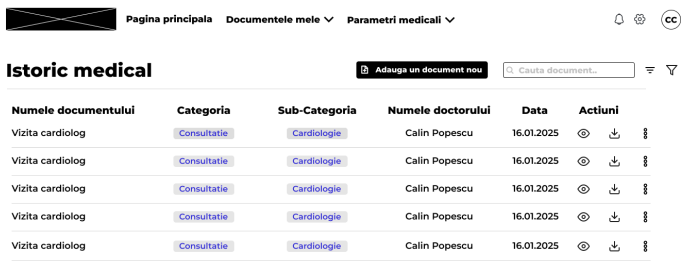 Pagina principala Documentele mele Parametri medicali CC
Istoric medical Adauga un document nou Cauta document..
Numele documentului Categoria Sub-Categoria Numele doctorului Data Actiuni
Vizita cardiolog Consultatie Cardiologie Calin Popescu 16.01.2025
Vizita cardiolog Consultatie Cardiologie Calin Popescu 16.01.2025
Vizita cardiolog Consultatie Cardiologie Calin Popescu 16.01.2025
Vizita cardiolog Consultatie Cardiologie Calin Popescu 16.01.2025
Vizita cardiolog Consultatie Cardiologie Calin Popescu 16.01.2025